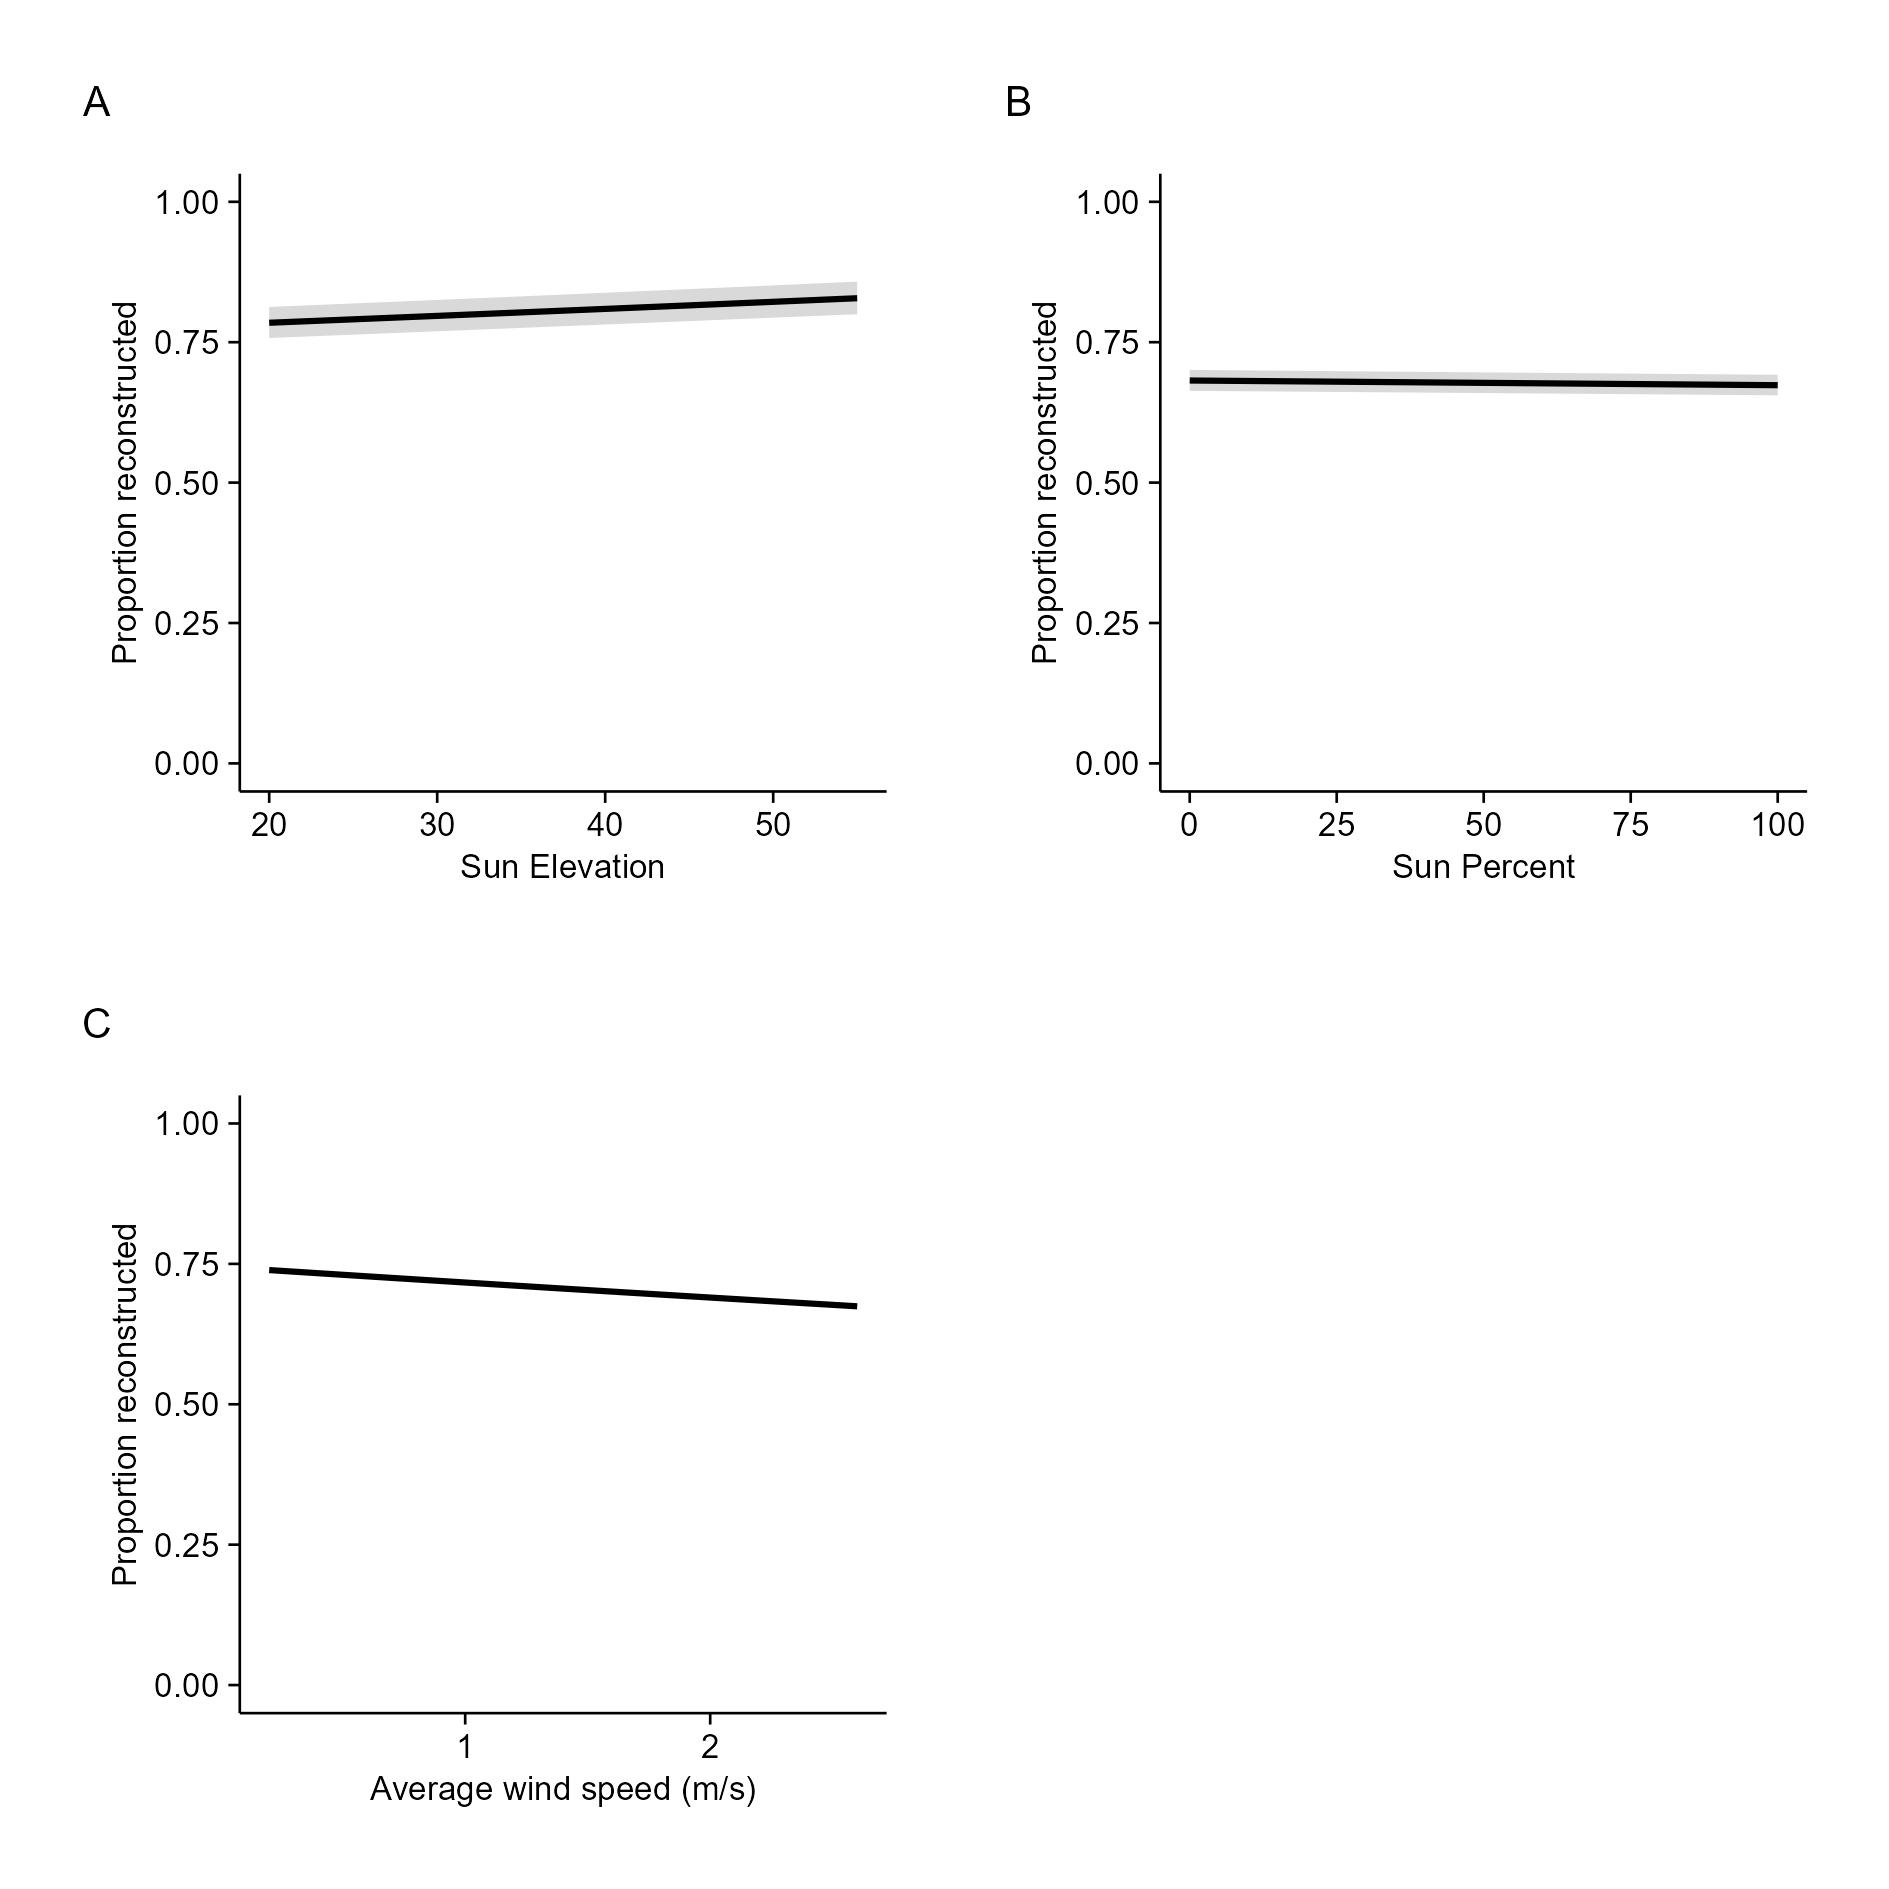 A
1.00
0.75
0.50
0.25
0.00
20 30 40 50
Sun Elevation
Proportion reconstructed
B
1.00
0.75
0.50
0.25
0.00
0 25 50 75 100
Sun Percent
Proportion reconstructed
C
1.00
0.75
0.50
0.25
0.00
1 2
Average wind speed (m/s)
Proportion reconstructed